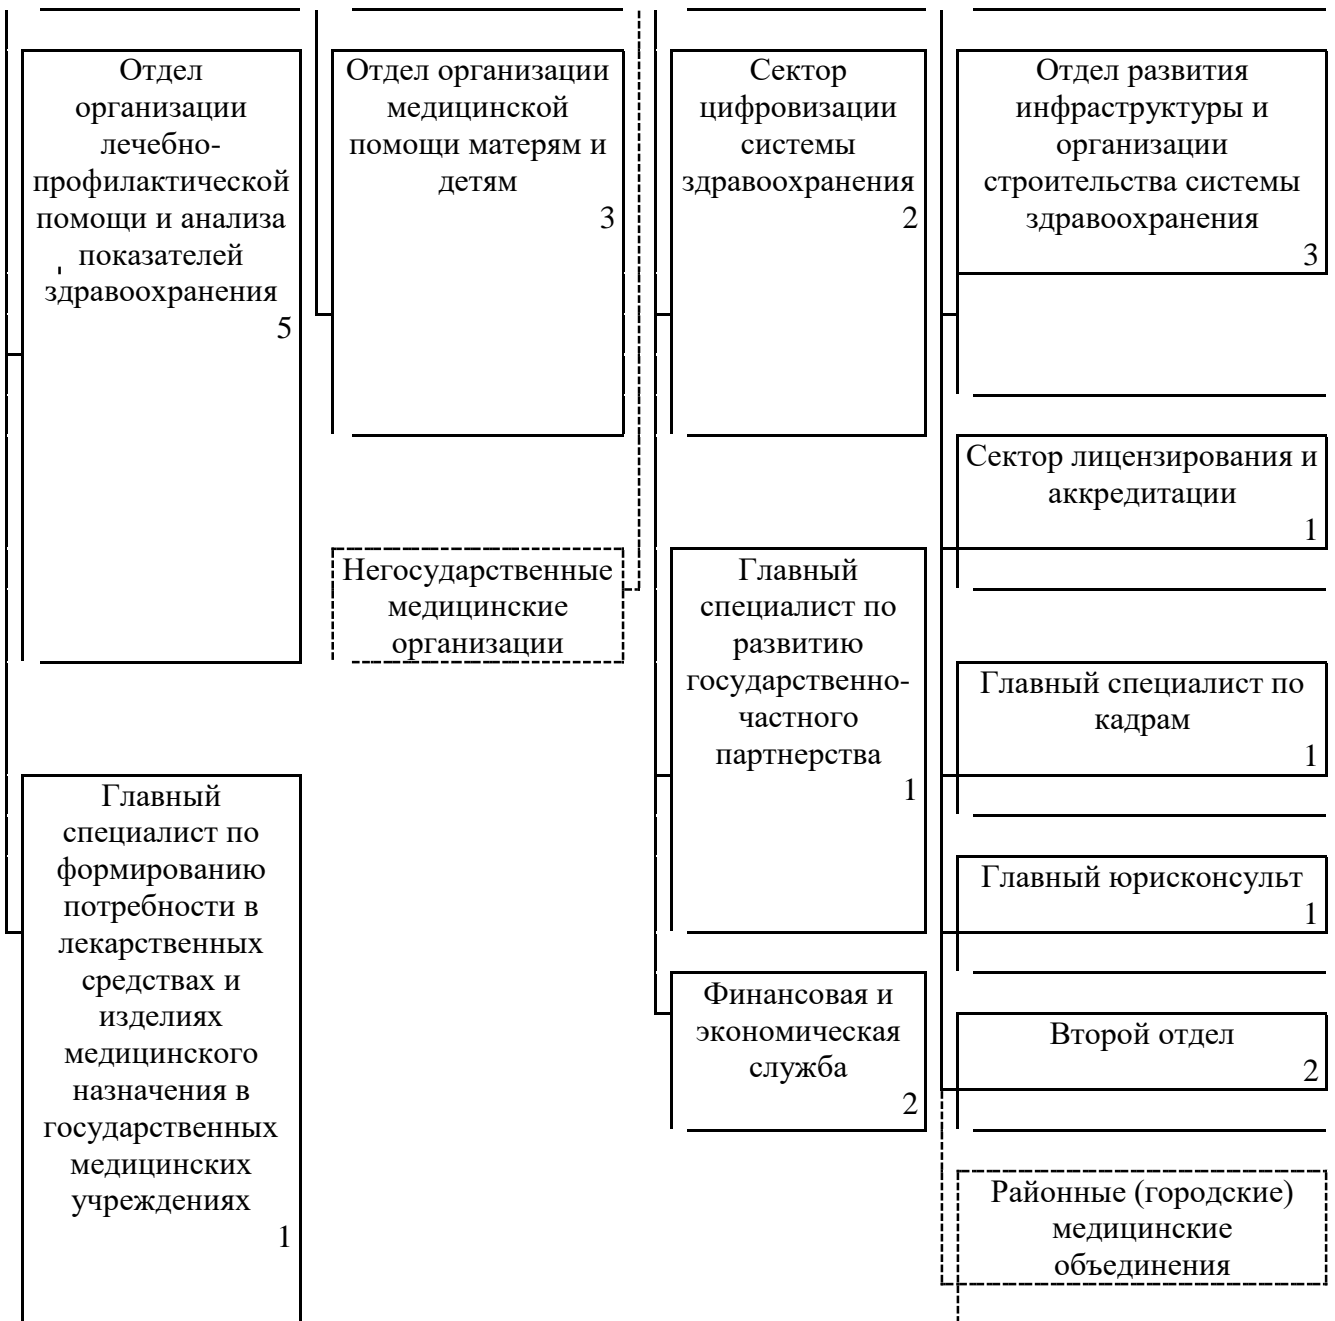 Отдел
организации
лечебно-
профилактической
помощи и анализа
показателей
здравоохранения
5
Главный
специалист по
формированию
потребности в
лекарственных
средствах и
изделиях
медицинского
назначения в
государственных
медицинских
учреждениях
1
Отдел организации
медицинской
помощи матерям и
детям
3
Негосударственные
медицинские
организации
Сектор
цифровизации
системы
здравоохранения
2
Главный
специалист по
развитию
государственно-
частного
партнерства
1
Финансовая и
экономическая
служба
2
Отдел развития
инфраструктуры и
организации
строительства системы
здравоохранения
3
Сектор лицензирования и
аккредитации
1
Главный специалист по
кадрам
1
Главный юрисконсульт
1
Второй отдел
2
Районные (городские)
медицинские
объединения